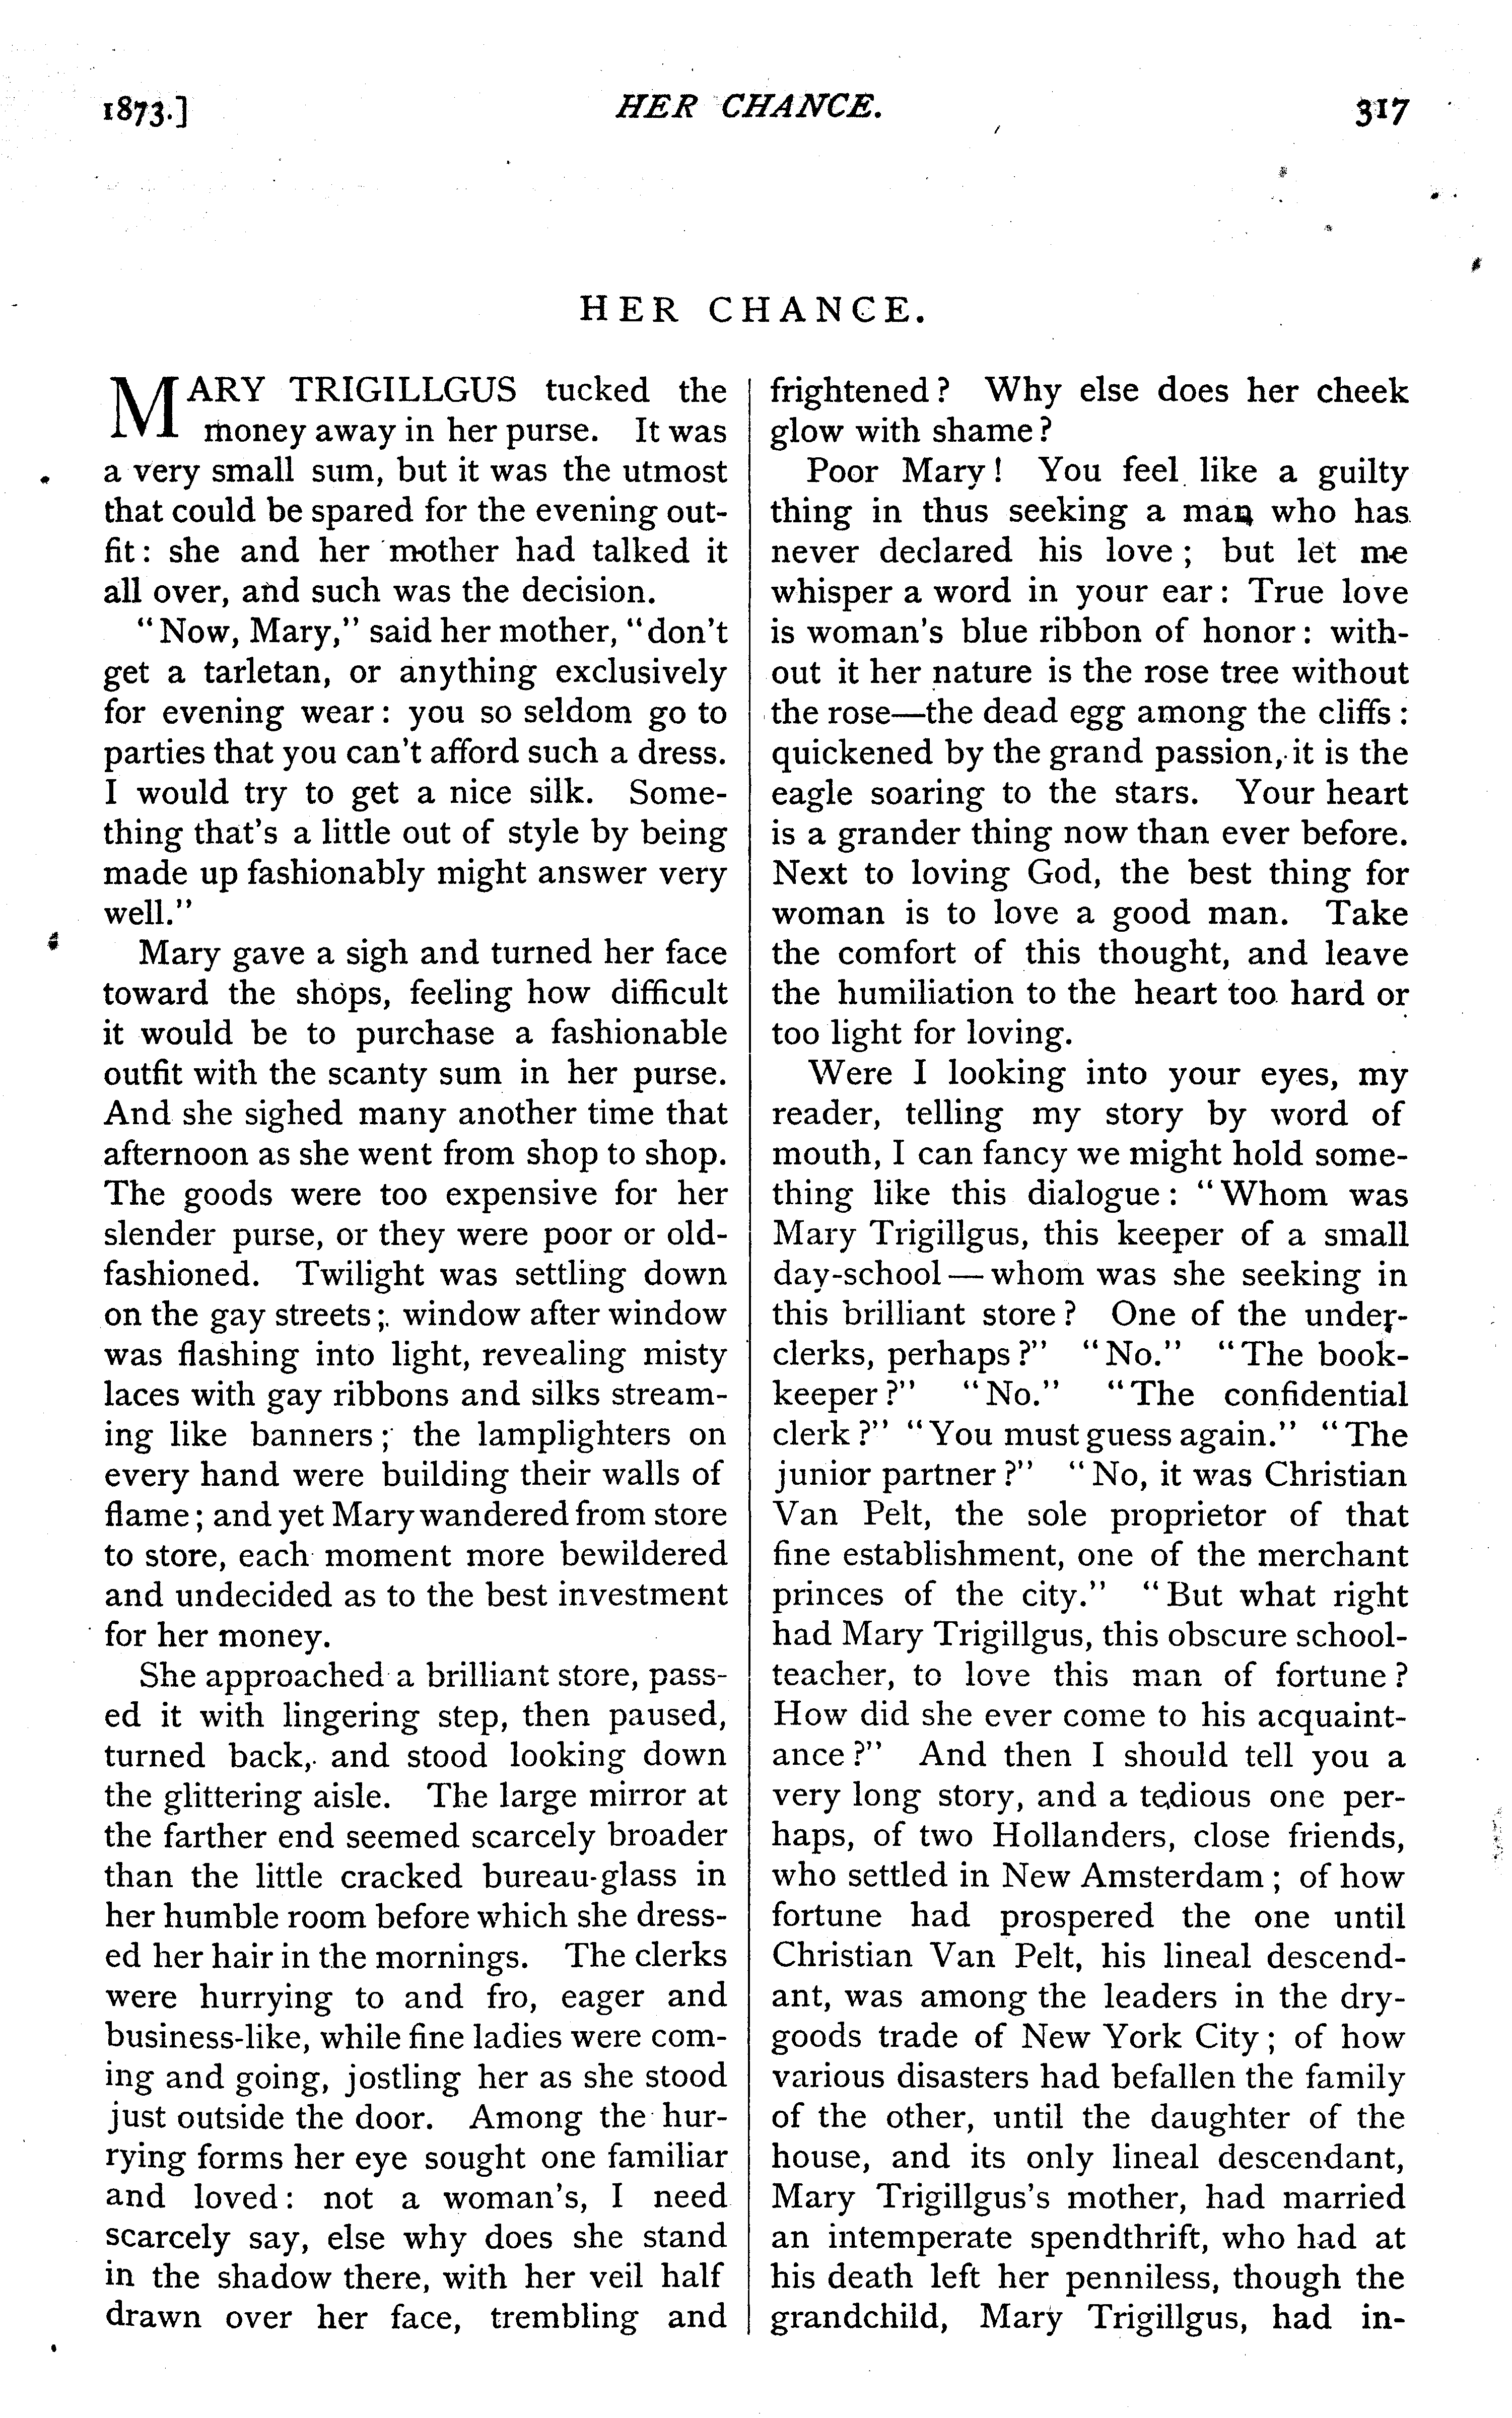 1873.] HER CHANCE. 317
HER CHANCE.
MARY TRIGILLGUS tucked the
money away in her purse. It was
a very small sum, but it was the utmost
that could be spared for the evening out-
fit: she and her mother had talked it
all over, and such was the decision.
"Now, Mary," said her mother, "don't
get a tarletan, or anything exclusively
for evening wear: you so seldom go to
parties that you can't afford such a dress.
I would try to get a nice silk. Some-
thing that's a little out of style by being
made up fashionably might answer very
well."
Mary gave a sigh and turned her face
toward the shops, feeling how difficult
it would be to purchase a fashionable
outfit with the scanty sum in her purse.
And she sighed many another time that
afternoon as she went from shop to shop.
The goods were too expensive for her
slender purse, or they were poor or old-
fashioned. Twilight was settling down
on the gay streets; window after window
was flashing into light, revealing misty
laces with gay ribbons and silks stream-
ing like banners; the lamplighters on
every hand were building their walls of
flame; and yet Mary wandered from store
to store, each moment more bewildered
and undecided as to the best investment
for her money.
She approached a brilliant store, pass-
ed it with lingering step, then paused,
turned back, and stood looking down
the glittering aisle. The large mirror at
the farther end seemed scarcely broader
than the little cracked bureau-glass in
her humble room before which she dress-
ed her hair in the mornings. The clerks
were hurrying to and fro, eager and
business-like, while fine ladies were com-
ing and going, jostling her as she stood
just outside the door. Among the hur-
rying forms her eye sought one familiar
and loved: not a woman's, I need
scarcely say, else why does she stand
in the shadow there, with her veil half
drawn over her face, trembling and
frightened? Why else does her cheek
glow with shame?
Poor Mary! You feel like a guilty
thing in thus seeking a man who has
never declared his love; but let me
whisper a word in your ear: True love
is woman's blue ribbon of honor: with-
out it her nature is the rose tree without
the rose—the dead egg among the cliffs:
quickened by the grand passion, it is the
eagle soaring to the stars. Your heart
is a grander thing now than ever before.
Next to loving God, the best thing for
woman is to love a good man. Take
the comfort of this thought, and leave
the humiliation to the heart too hard or
too light for loving.
Were I looking into your eyes, my
reader, telling my story by word of
mouth, I can fancy we might hold some-
thing like this dialogue: "Whom was
Mary Trigillgus, this keeper of a small
day-school—whom was she seeking in
this brilliant store? One of the under-
clerks, perhaps?" "No." "The book-
keeper?" "No." "The confidential
clerk?" "You must guess again." "The
junior partner?" "No, it was Christian
Van Pelt, the sole proprietor of that
fine establishment, one of the merchant
princes of the city." "But what right
had Mary Trigillgus, this obscure school-
teacher, to love this man of fortune?
How did she ever come to his acquaint-
ance?" And then I should tell you a
very long story, and a tedious one per-
haps, of two Hollanders, close friends,
who settled in New Amsterdam; of how
fortune had prospered the one until
Christian Van Pelt, his lineal descend-
ant, was among the leaders in the dry-
goods trade of New York City; of how
various disasters had befallen the family
of the other, until the daughter of the
house, and its only lineal descendant,
Mary Trigillgus's mother, had married
an intemperate spendthrift, who had at
his death left her penniless, though the
grandchild, Mary Trigillgus, had in-